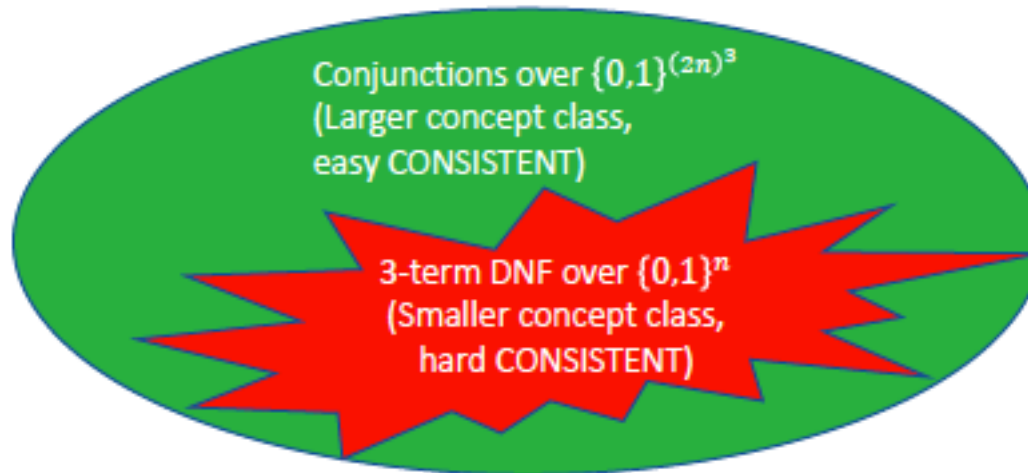 Conjunctions over {0,1}^{(2n)^3}
(Larger concept class,
easy CONSISTENT)
3-term DNF over {0,1}^n
(Smaller concept class,
hard CONSISTENT)